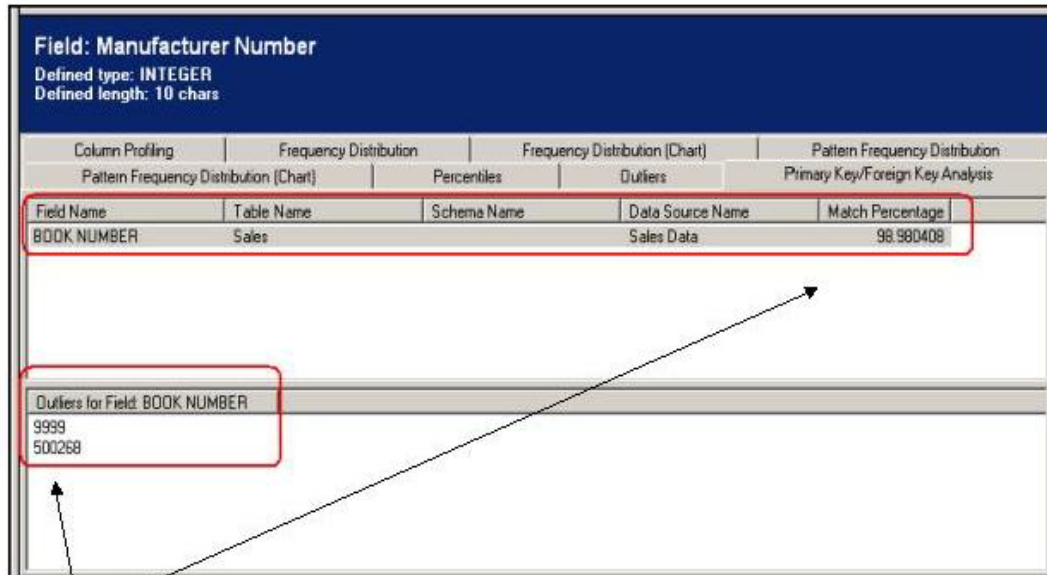 Field: Manufacturer Number
Defined type: INTEGER
Defined length: 10 chars
Column Profiling Frequency Distribution Frequency Distribution (Chart) Pattern Frequency Distribution
Pattern Frequency Distribution (Chart) Percentiles Outliers Primary Key/Foreign Key Analysis
Field Name Table Name Schema Name Data Source Name Match Percentage
BOOK NUMBER Sales Sales Data 98.980408
Outliers for Field: BOOK NUMBER
9999
500268